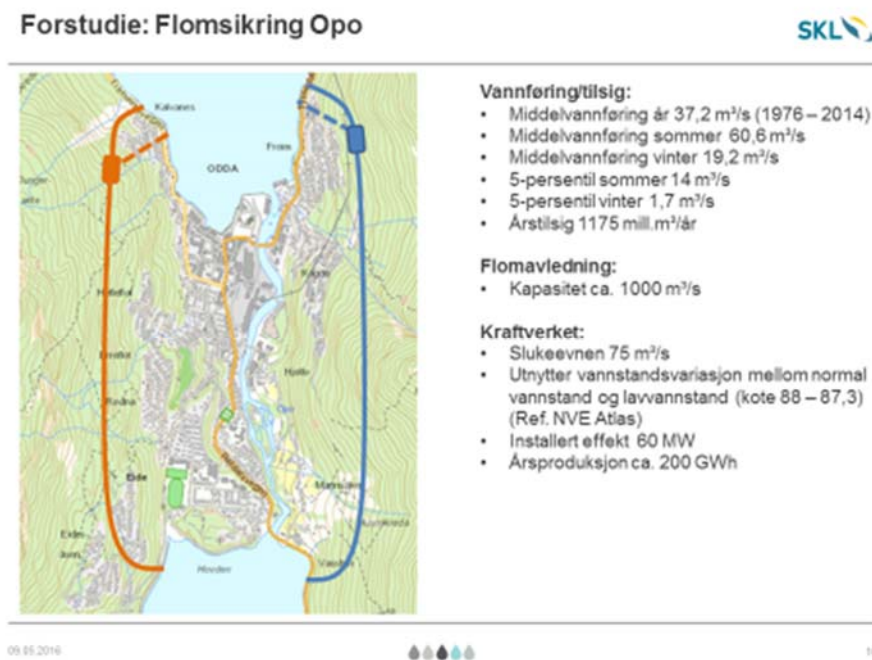 Forstudie: Flomsikring Opo
SKL
Vannføring/tilsig:
• Middelvannføring år 37,2 m³/s (1976 – 2014)
• Middelvannføring sommer 60,6 m³/s
• Middelvannføring vinter 19,2 m³/s
• 5-persentil sommer 14 m³/s
• 5-persentil vinter 1,7 m³/s
• Årstilsig 1175 mill.m³/år
Flomavledning:
• Kapasitet ca. 1000 m³/s
Kraftverket:
• Slukeevnen 75 m³/s
• Utnytter vannstandsvariasjon mellom normal
vannstand og lavvannstand (kote 88 – 87,3)
(Ref. NVE Atlas)
• Installert effekt 60 MW
• Årsproduksjon ca. 200 GWh
Kalvanes
ODDA
Opo
Eide
09.05.2016